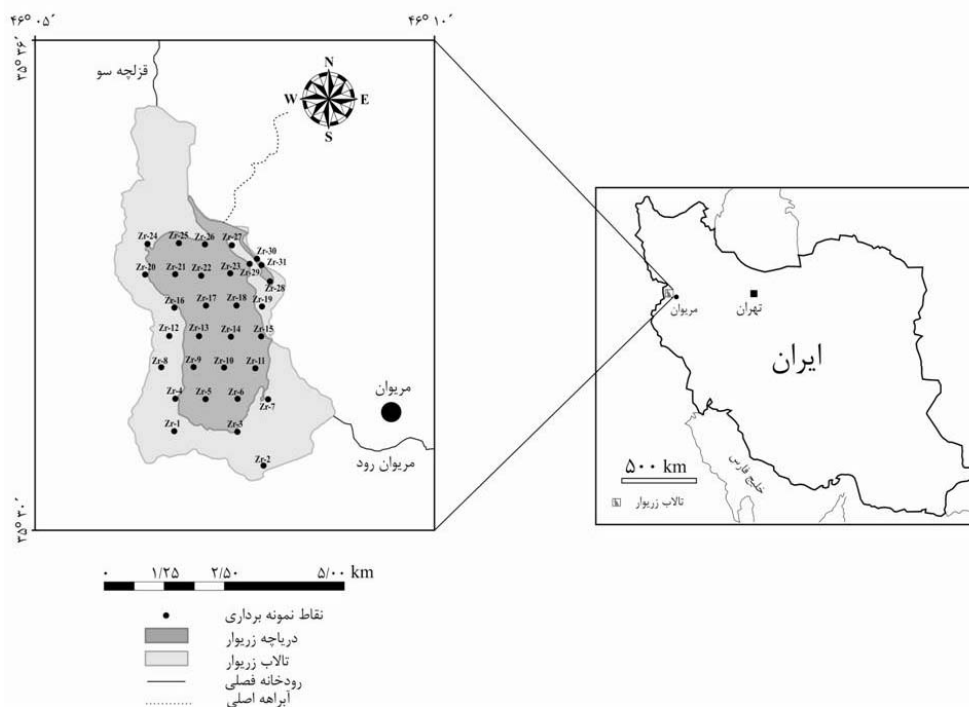 ۴۶° ۰۵′
۴۶° ۱۰′
۳۵° ۳۶′
قزلچه سو
N
W
E
S
Zr-24
Zr-25
Zr-26
Zr-27
Zr-30
Zr-31
Zr-20
Zr-21
Zr-22
Zr-23
Zr-29
Zr-28
Zr-16
Zr-17
Zr-18
Zr-19
Zr-12
Zr-13
Zr-14
Zr-15
Zr-8
Zr-9
Zr-10
Zr-11
Zr-4
Zr-5
Zr-6
Zr-7
Zr-1
Zr-3
Zr-2
مریوان
مریوان رود
۳۵° ۳۰′
مریوان
تهران
ایران
خلیج فارس
۵۰۰ km
تالاب زریوار
۰ ۱/۲۵ ۲/۵۰ ۵/۰۰ km
نقاط نمونه برداری
دریاچه زریوار
تالاب زریوار
رودخانه فصلی
آبراهه اصلی